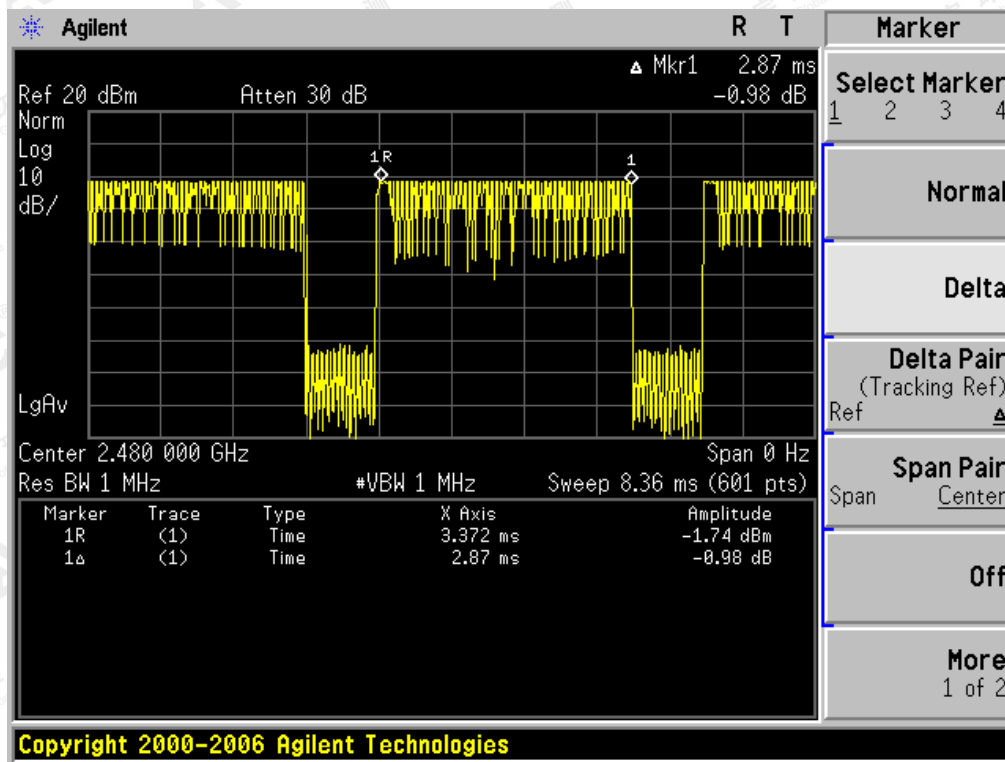 Agilent R T
Marker
▵ Mkr1 2.87 ms
Ref 20 dBm Atten 30 dB -0.98 dB
Norm
Log
10
dB/
1R
1
LgAv
Center 2.480 000 GHz Span 0 Hz
Res BW 1 MHz #VBW 1 MHz Sweep 8.36 ms (601 pts)
Marker Trace Type X Axis Amplitude
1R (1) Time 3.372 ms -1.74 dBm
1▵ (1) Time 2.87 ms -0.98 dB
Select Marker
1 2 3 4
Normal
Delta
Delta Pair
(Tracking Ref)
Ref ▵
Span Pair
Span Center
Off
More
1 of 2
Copyright 2000-2006 Agilent Technologies